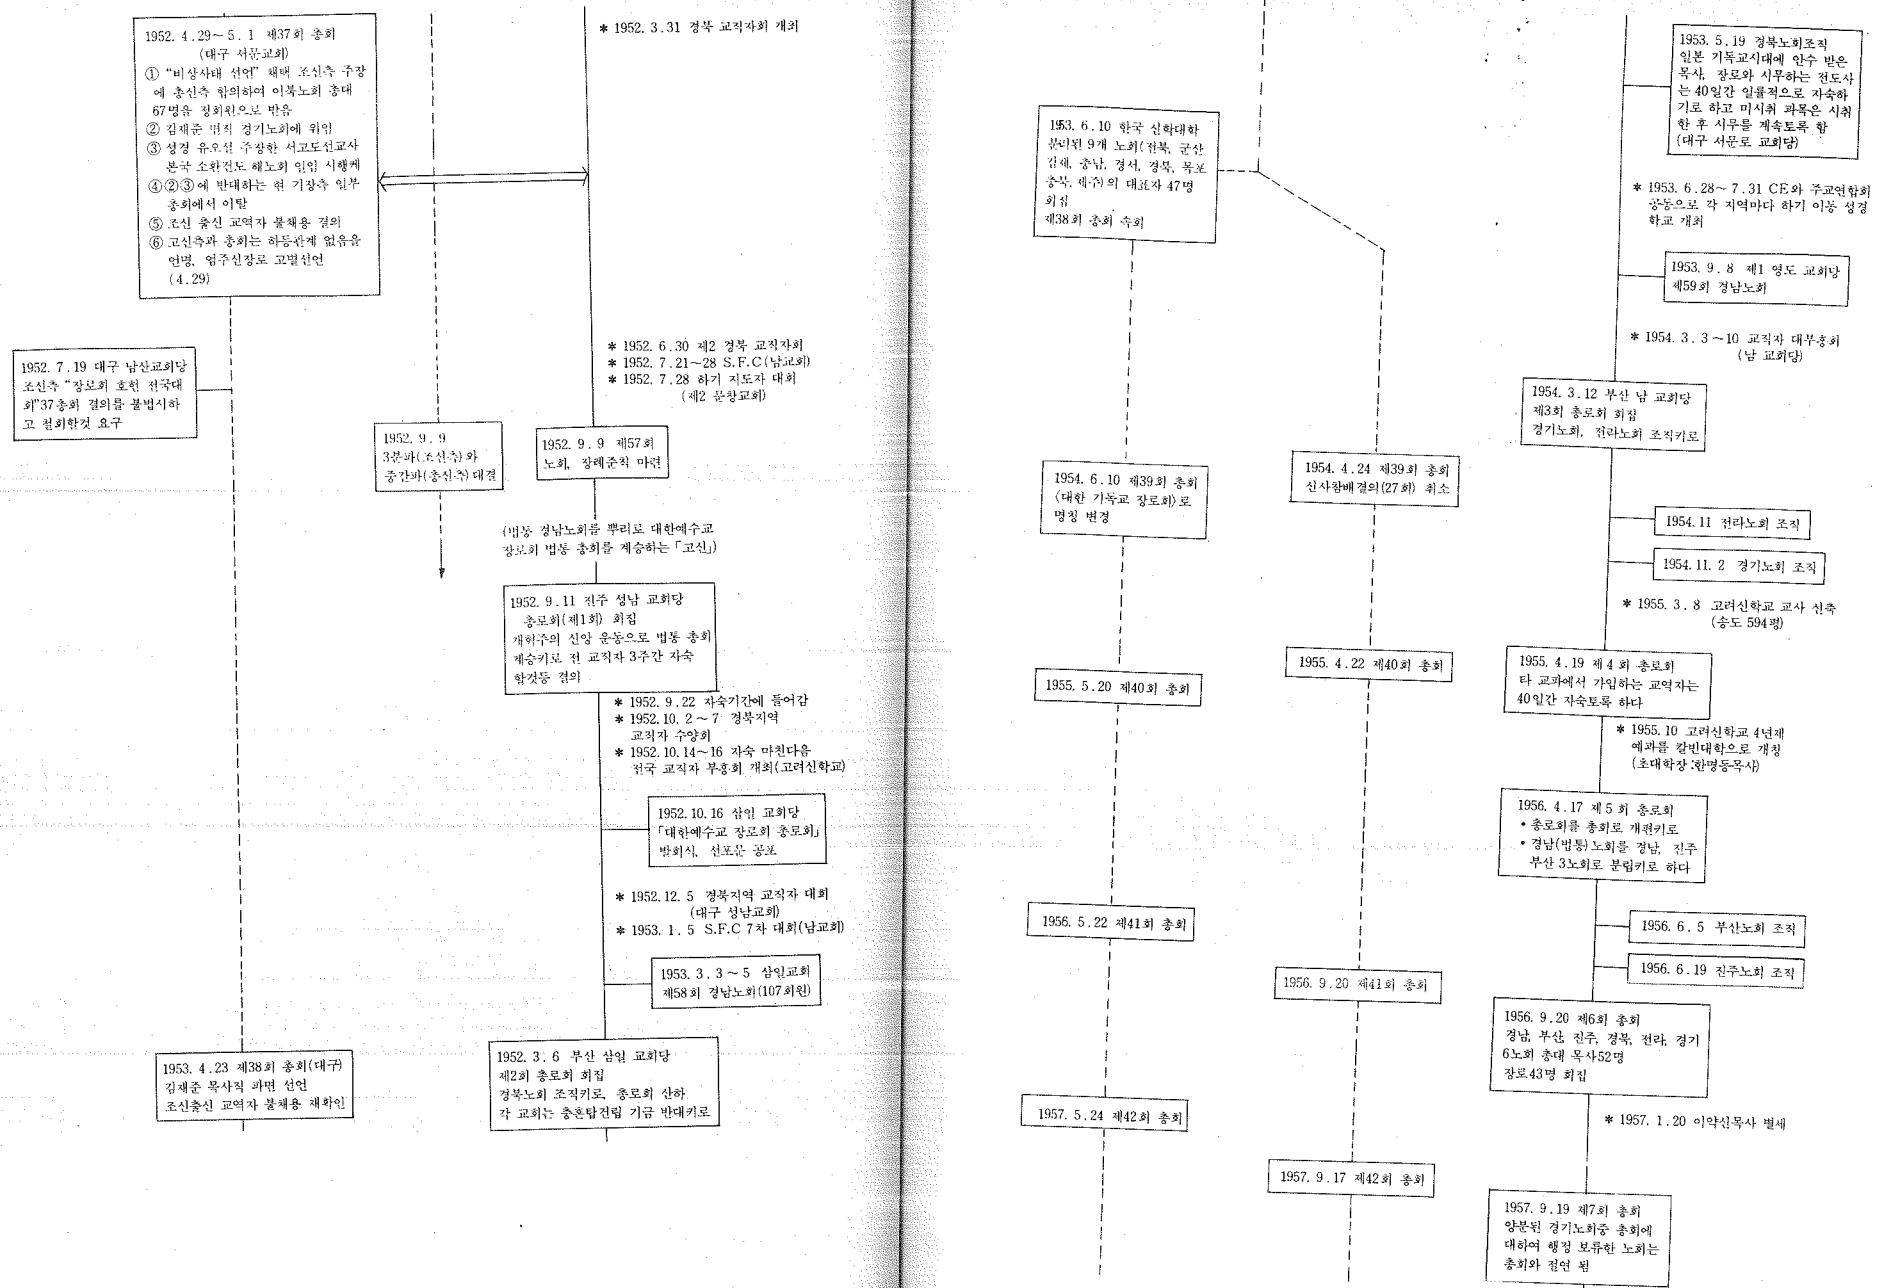 1952. 4.29～5. 1 제37회 총회
(대구 서문교회)
① “비상사태 선언” 채택 조신측 주장
에 총신측 합의하여 이북노회 총대
67명을 정회원으로 받음
② 김재준 면직 경기노회에 위임
③ 성경 유오설 주장한 서고도선교사
본국 소환건도 해노회 일임 시행케
④②③에 반대하는 현 기장측 일부
총회에서 이탈
⑤ 조신 출신 교역자 불채용 결의
⑥ 고신측과 총회는 하등관계 없음을
언명, 엄주신장로 고별선언
(4.29)
1952. 7.19 대구 남산교회당
조신측 “장로회 호헌 전국대
회”37총회 결의를 불법시하
고 철회할것 요구
1953. 4.23 제38회 총회(대구)
김재준 목사직 파면 선언
조신출신 교역자 불채용 재확인
1952. 9. 9
3분파(조신측)와
중간파(총신측)대결
* 1952. 3.31 경북 교직자회 개최
* 1952. 6.30 제2 경북 교직자회
* 1952. 7.21～28 S.F.C(남교회)
* 1952. 7.28 하기 지도자 대회
(제2 문창교회)
1952. 9. 9 제57회
노회, 장례준칙 마련
(법통 경남노회를 뿌리로 대한예수교
장로회 법통 총회를 계승하는「고신」)
1952. 9.11 진주 성남 교회당
총로회(제1회) 회집
개혁주의 신앙 운동으로 법통 총회
계승키로 전 교직자 3주간 자숙
할것등 결의
* 1952. 9.22 자숙기간에 들어감
* 1952.10. 2～7 경북지역
교직자 수양회
* 1952.10.14～16 자숙 마친다음
전국 교직자 부흥회 개최(고려신학교)
1952.10.16 삼일 교회당
「대한예수교 장로회 총로회」
발회식, 선포문 공포
* 1952.12. 5 경북지역 교직자 대회
(대구 성남교회)
* 1953. 1. 5 S.F.C 7차 대회(남교회)
1953. 3. 3～5 삼일교회
제58회 경남노회(107회원)
1952. 3. 6 부산 삼일 교회당
제2회 총로회 회집
경북노회 조직키로, 총로회 산하
각 교회는 충혼탑건립 기금 반대키로
1953. 6.10 한국 신학대학
분리된 9개 노회(전북, 군산
김제, 충남, 경서, 경북, 목포
충북, 제주)의 대표자 47명
회집
제38회 총회 속회
1954. 6.10 제39회 총회
〈대한 기독교 장로회〉로
명칭 변경
1955. 5.20 제40회 총회
1956. 5.22 제41회 총회
1957. 5.24 제42회 총회
1954. 4.24 제39회 총회
신사참배결의(27회) 취소
1955. 4.22 제40회 총회
1956. 9.20 제41회 총회
1957. 9.17 제42회 총회
1953. 5.19 경북노회조직
일본 기독교시대에 안수 받은
목사, 장로와 시무하는 전도사
는 40일간 일률적으로 자숙하
기로 하고 미시취 과목은 시취
한 후 시무를 계속토록 함
(대구 서문로 교회당)
* 1953. 6.28～7.31 CE와 주교연합회
공동으로 각 지역마다 하기 이동 성경
학교 개최
1953. 9. 8 제1 영도 교회당
제59회 경남노회
* 1954. 3. 3～10 교직자 대부흥회
(남 교회당)
1954. 3.12 부산 남 교회당
제3회 총로회 회집
경기노회, 전라노회 조직키로
1954.11 전라노회 조직
1954.11. 2 경기노회 조직
* 1955. 3. 8 고려신학교 교사 신축
(송도 594평)
1955. 4.19 제 4 회 총로회
타 교파에서 가입하는 교역자는
40일간 자숙토록 하다
* 1955.10 고려신학교 4년제
예과를 칼빈대학으로 개칭
(초대학장:한명동목사)
1956. 4.17 제 5 회 총로회
• 총로회를 총회로 개편키로
• 경남(법통)노회를 경남, 진주
부산 3노회로 분립키로 하다
1956. 6. 5 부산노회 조직
1956. 6.19 진주노회 조직
1956. 9.20 제6회 총회
경남, 부산, 진주, 경북, 전라, 경기
6노회 총대 목사52명
장로43명 회집
* 1957. 1.20 이약신목사 별세
1957. 9.19 제7회 총회
양분된 경기노회중 총회에
대하여 행정 보류한 노회는
총회와 절연 됨